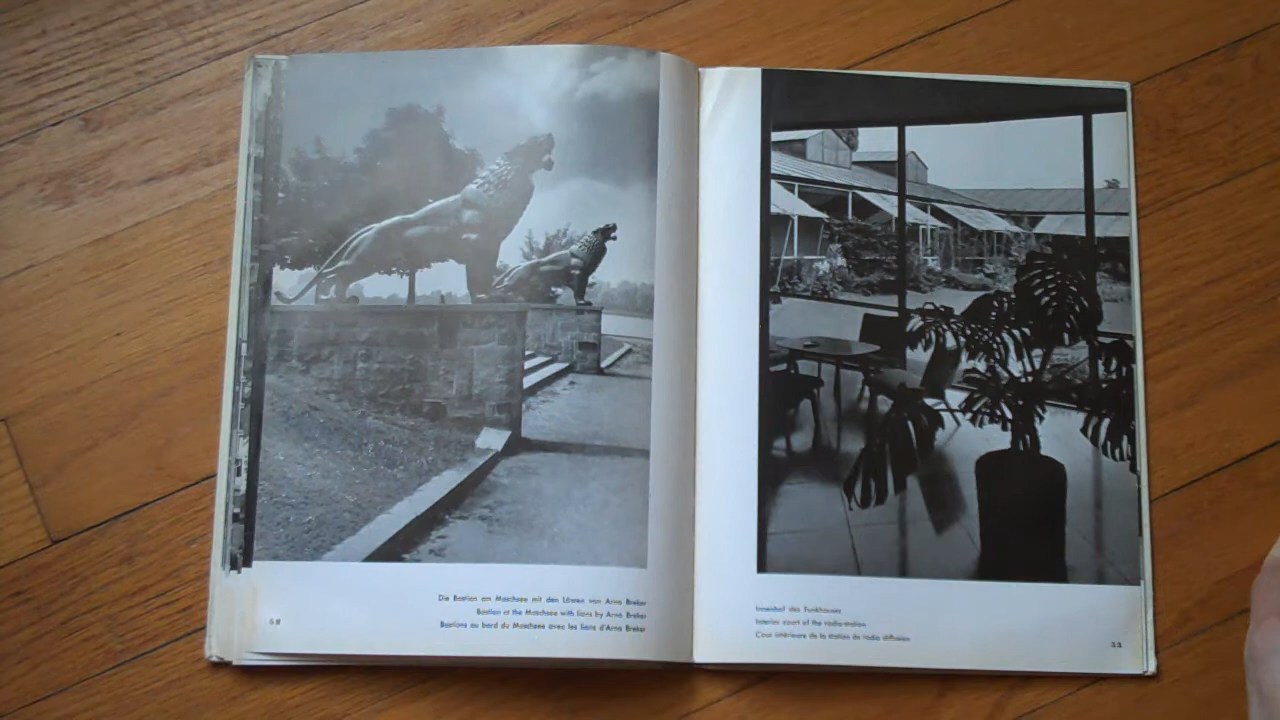 Die Bastion am Maschsee mit den Löwen von Arno Breker
Bastion at the Maschsee with lions by Arno Breker
Bastions au bord du Maschsee avec les lions d'Arno Breker
52
Innenhof des Funkhauses
Interior court of the radio-station
Cour intérieure de la station de radio diffusion
53